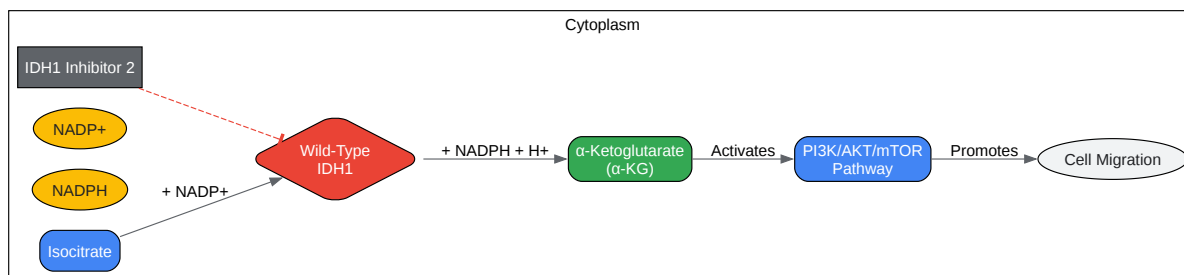 Cytoplasm
IDH1 Inhibitor 2
NADP+
NADPH
Isocitrate
+ NADP+
Wild-Type
IDH1
+ NADPH + H+
α-Ketoglutarate
(α-KG)
Activates
PI3K/AKT/mTOR
Pathway
Promotes
Cell Migration